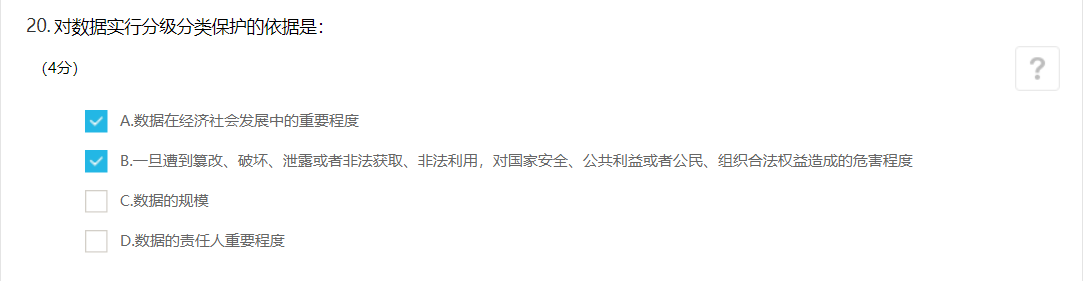 20. 对数据实行分级分类保护的依据是：
（4分）
?
A.数据在经济社会发展中的重要程度
B.一旦遭到篡改、破坏、泄露或者非法获取、非法利用，对国家安全、公共利益或者公民、组织合法权益造成的危害程度
C.数据的规模
D.数据的责任人重要程度